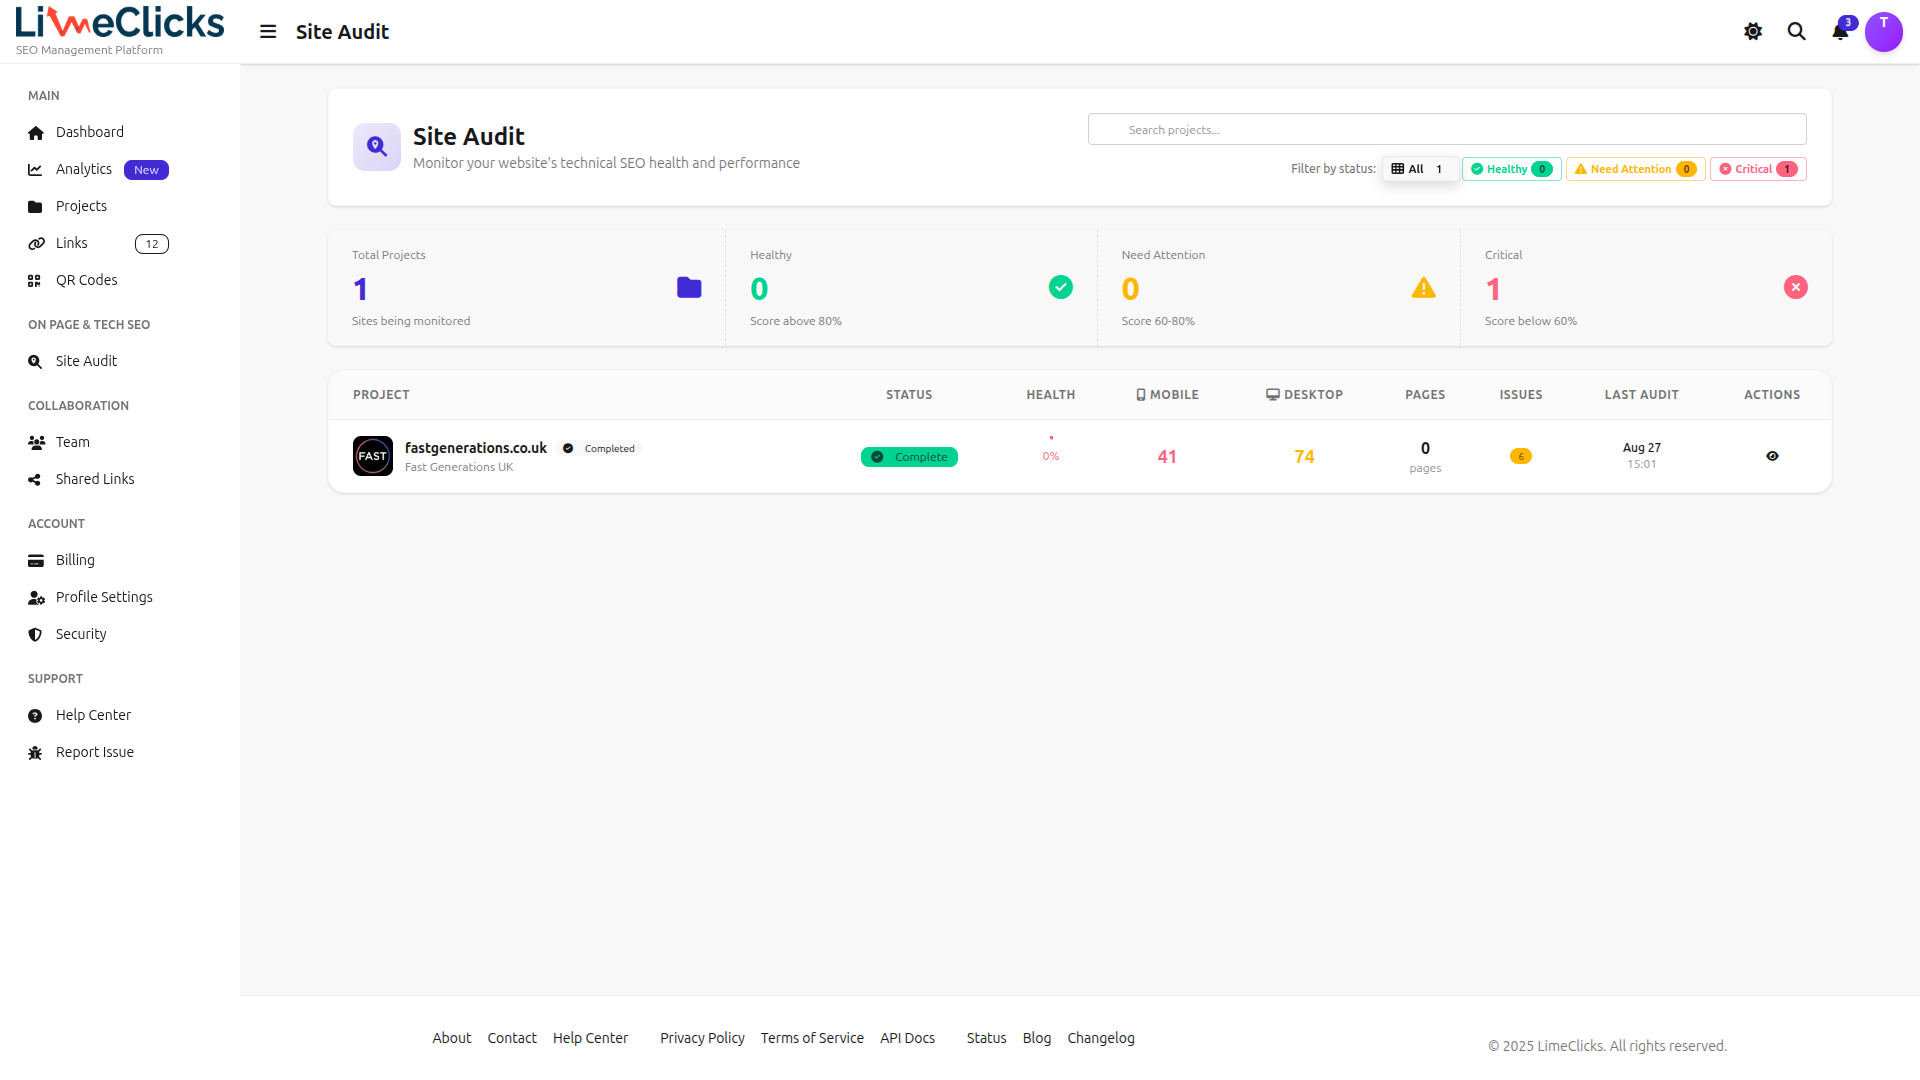 LimeClicks
SEO Management Platform
Site Audit
3
T
MAIN
Dashboard
Analytics New
Projects
Links 12
QR Codes
ON PAGE & TECH SEO
Site Audit
COLLABORATION
Team
Shared Links
ACCOUNT
Billing
Profile Settings
Security
SUPPORT
Help Center
Report Issue
Site Audit
Monitor your website's technical SEO health and performance
Search projects...
Filter by status: All 1 Healthy 0 Need Attention 0 Critical 1
Total Projects
1
Sites being monitored
Healthy
0
Score above 80%
Need Attention
0
Score 60-80%
Critical
1
Score below 60%
PROJECT STATUS HEALTH MOBILE DESKTOP PAGES ISSUES LAST AUDIT ACTIONS
FAST
fastgenerations.co.uk Completed
Fast Generations UK
Complete
0%
41
74
0
pages
6
Aug 27
15:01
About Contact Help Center Privacy Policy Terms of Service API Docs Status Blog Changelog
© 2025 LimeClicks. All rights reserved.